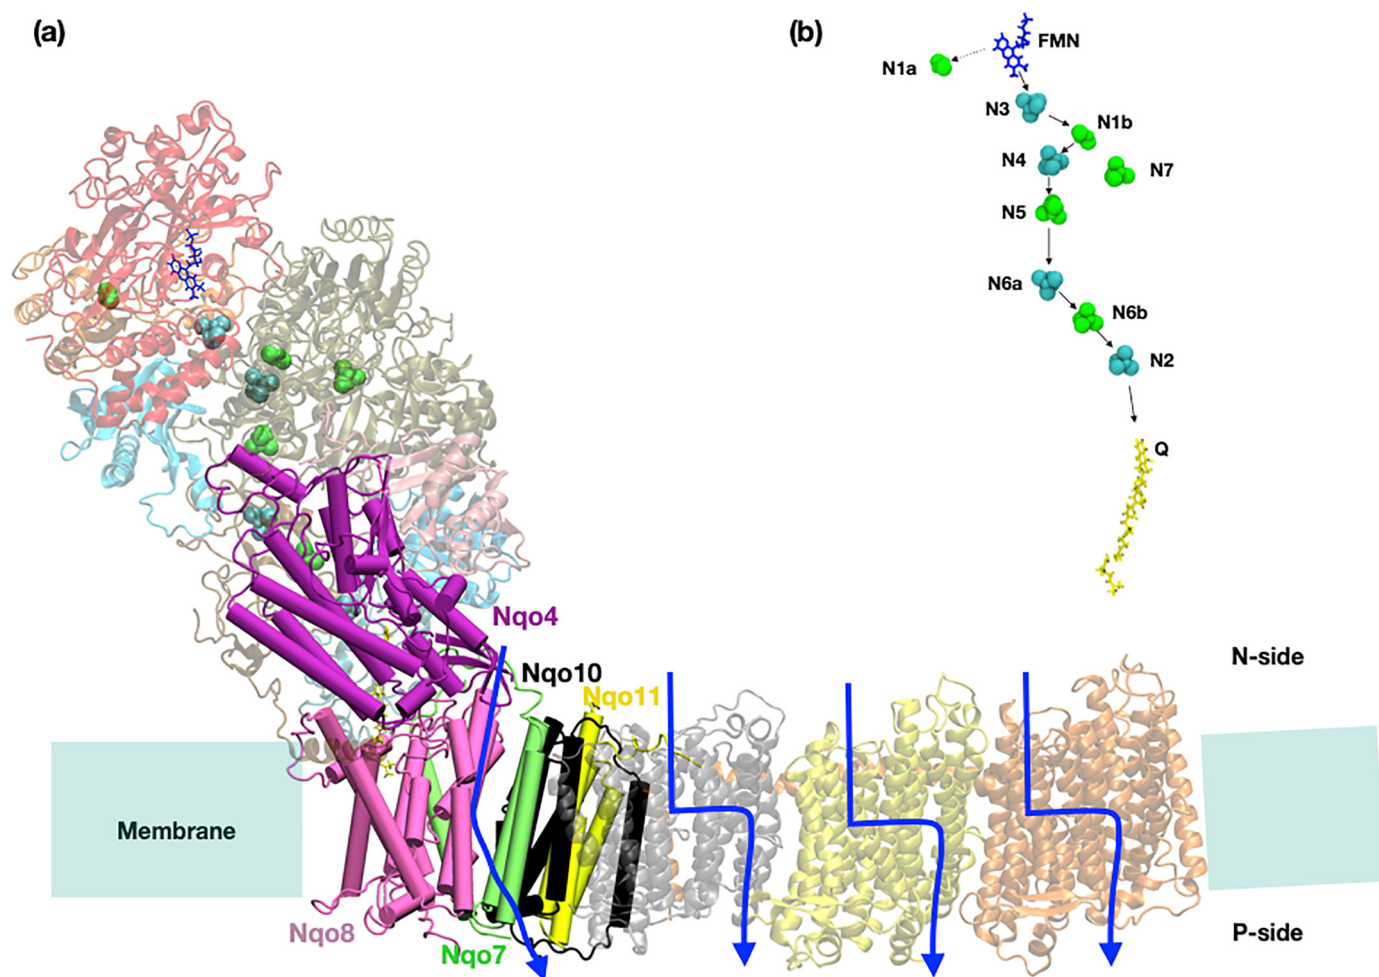 (a)
Nqo4
Nqo10
Nqo11
Membrane
Nqo8
Nqo7
N-side
P-side
(b)
FMN
N1a
N3
N1b
N4
N7
N5
N6a
N6b
N2
Q